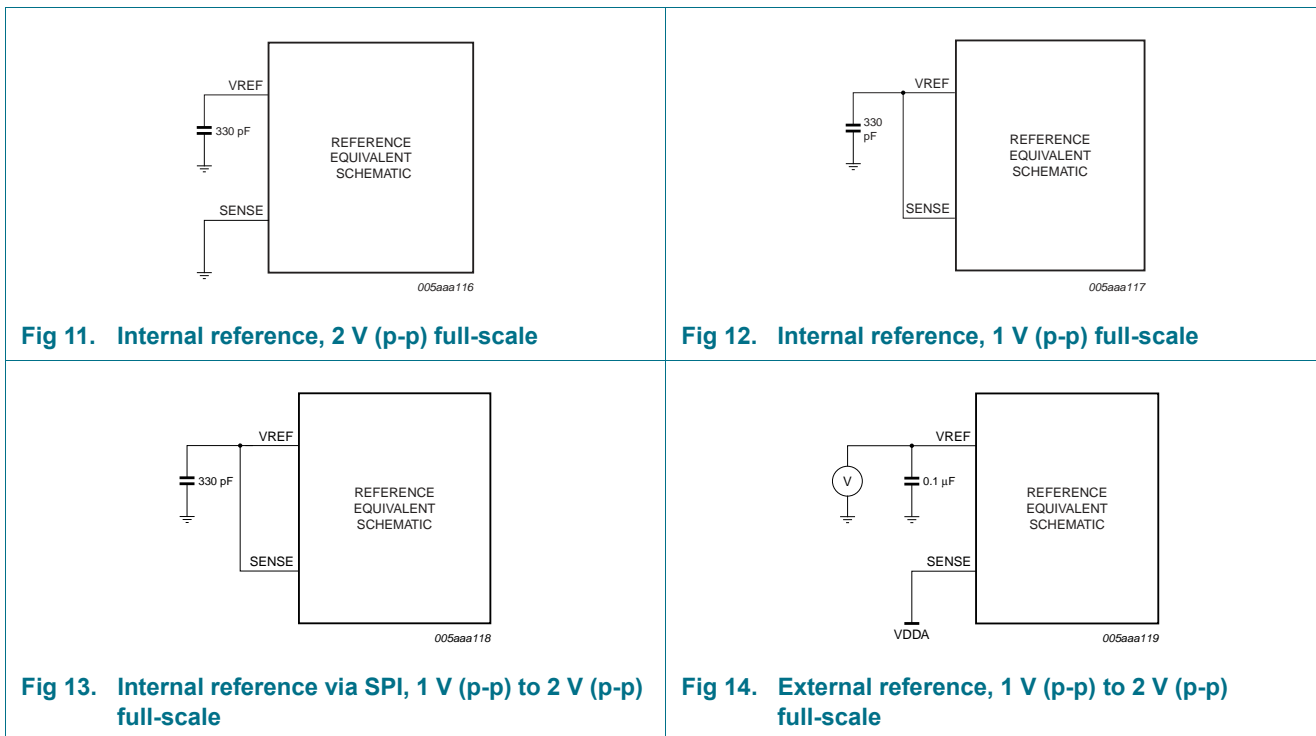 VREF
330 pF
REFERENCE
EQUIVALENT
SCHEMATIC
SENSE
005aaa116
Fig 11. Internal reference, 2 V (p-p) full-scale
VREF
330
pF
REFERENCE
EQUIVALENT
SCHEMATIC
SENSE
005aaa117
Fig 12. Internal reference, 1 V (p-p) full-scale
VREF
330 pF
REFERENCE
EQUIVALENT
SCHEMATIC
SENSE
005aaa118
Fig 13. Internal reference via SPI, 1 V (p-p) to 2 V (p-p)
full-scale
VREF
V
0.1 μF
REFERENCE
EQUIVALENT
SCHEMATIC
SENSE
VDDA
005aaa119
Fig 14. External reference, 1 V (p-p) to 2 V (p-p)
full-scale